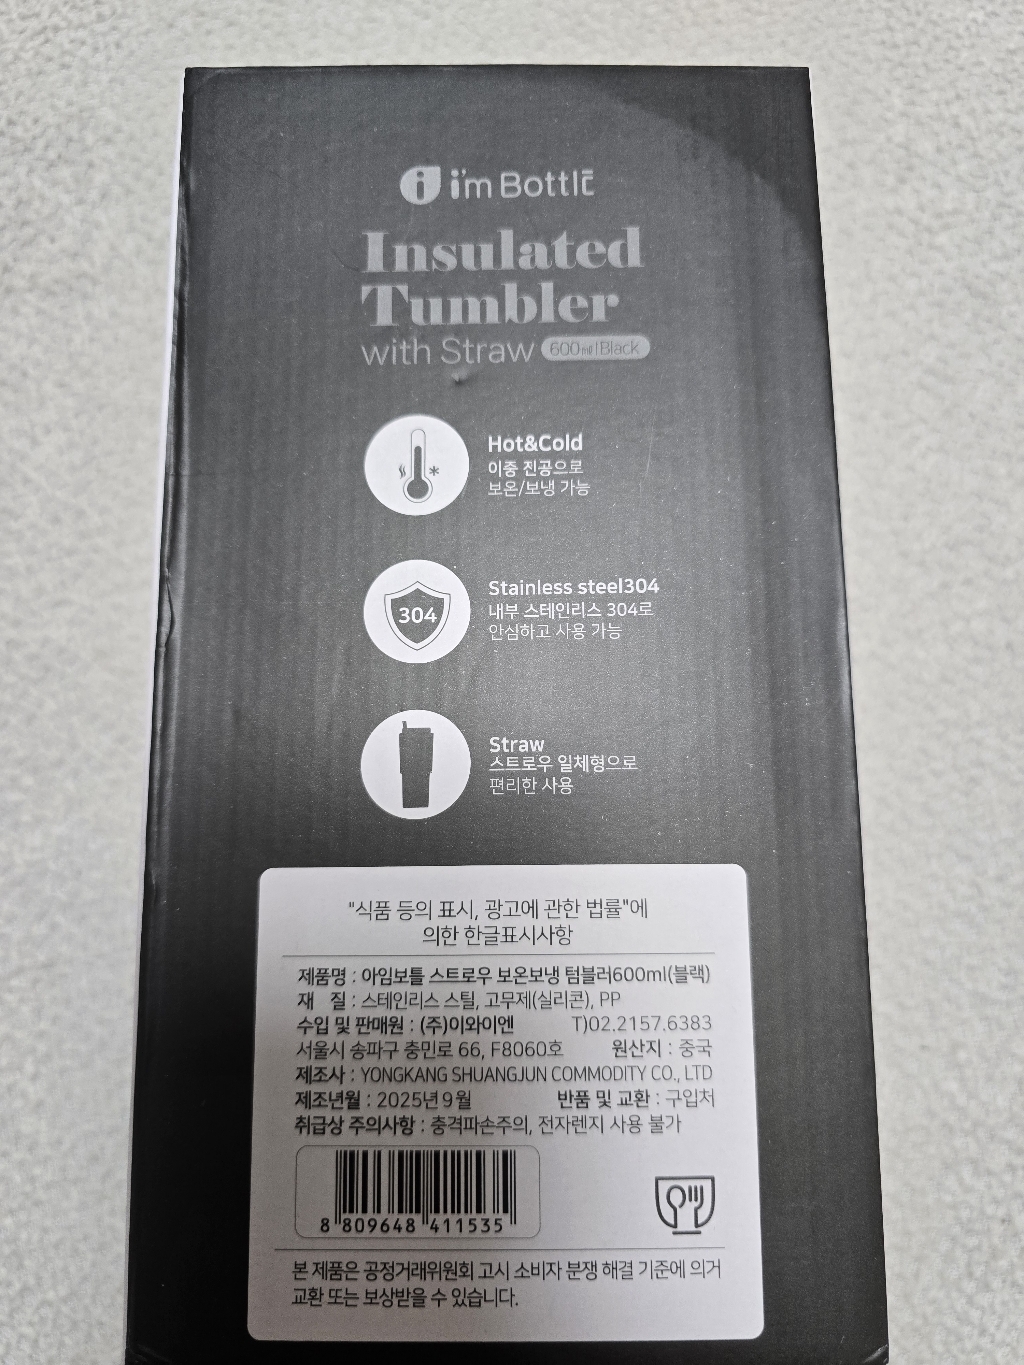 i'm Bottle
Insulated
Tumbler
with Straw 600ml|Black
Hot&Cold
이중 진공으로
보온/보냉 가능
304
Stainless steel304
내부 스테인리스 304로
안심하고 사용 가능
Straw
스트로우 일체형으로
편리한 사용
"식품 등의 표시, 광고에 관한 법률"에
의한 한글표시사항
제품명 : 아임보틀 스트로우 보온보냉 텀블러600ml(블랙)
재 질 : 스테인리스 스틸, 고무제(실리콘), PP
수입 및 판매원 : (주)이와이엔 T)02.2157.6383
서울시 송파구 충민로 66, F8060호 원산지 : 중국
제조사 : YONGKANG SHUANGJUN COMMODITY CO., LTD
제조년월 : 2025년 9월 반품 및 교환 : 구입처
취급상 주의사항 : 충격파손주의, 전자렌지 사용 불가
8 809648 411535
본 제품은 공정거래위원회 고시 소비자 분쟁 해결 기준에 의거
교환 또는 보상받을 수 있습니다.